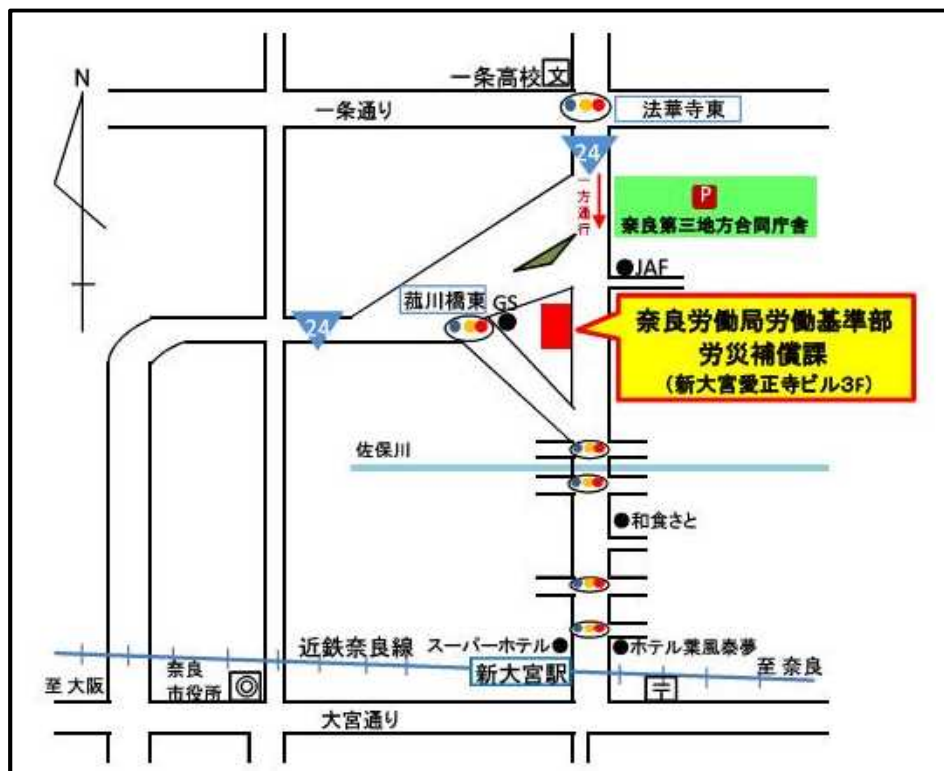 N
一条高校 文
一条通り
法華寺東
24
一方通行
P
奈良第三地方合同庁舎
●JAF
菰川橋東
GS
24
奈良労働局労働基準部
労災補償課
(新大宮愛正寺ビル3F)
佐保川
●和食さと
近鉄奈良線
スーパーホテル●
●ホテル葉風泰夢
新大宮駅
至 奈良
至 大阪
奈良
市役所
◎
〒
大宮通り